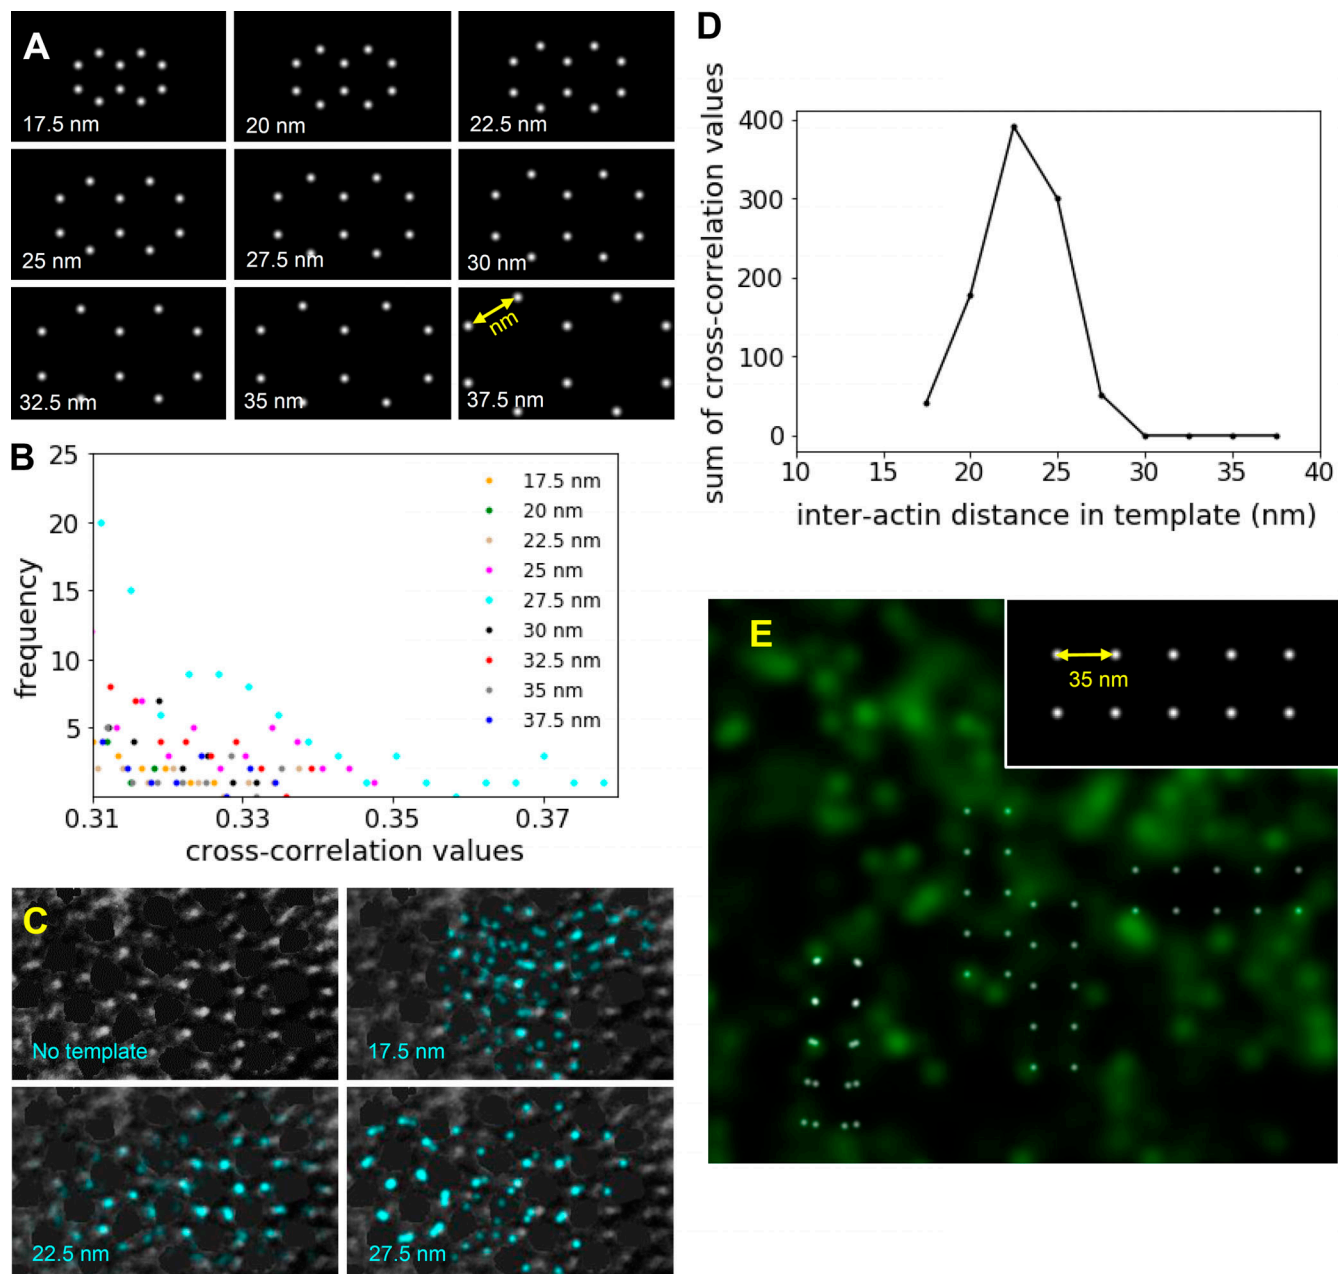 A
17.5 nm
20 nm
22.5 nm
25 nm
27.5 nm
30 nm
32.5 nm
35 nm
nm
37.5 nm
B
25
20
15
10
5
frequency
0.31
0.33
0.35
0.37
cross-correlation values
17.5 nm
20 nm
22.5 nm
25 nm
27.5 nm
30 nm
32.5 nm
35 nm
37.5 nm
C
No template
17.5 nm
22.5 nm
27.5 nm
D
sum of cross-correlation values
400
300
200
100
0
10
15
20
25
30
35
40
inter-actin distance in template (nm)
E
35 nm